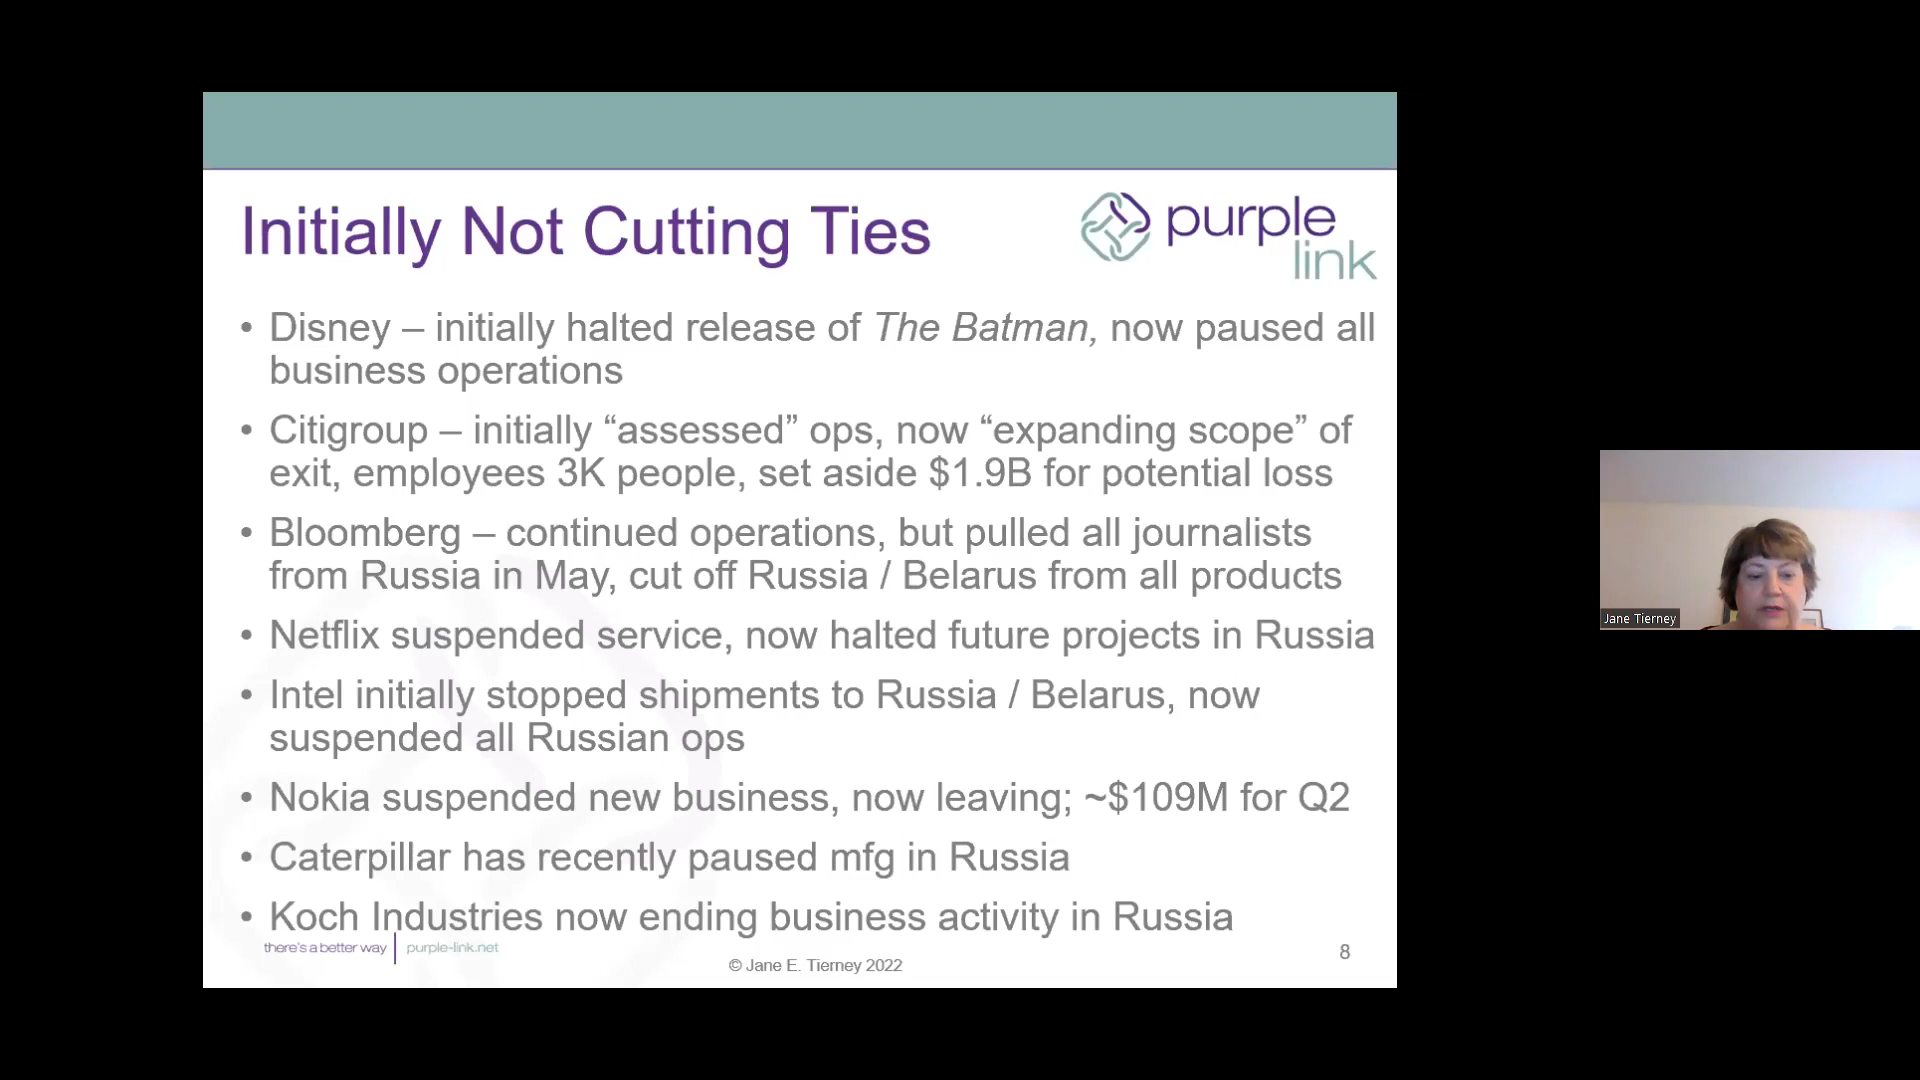 Initially Not Cutting Ties
purple
link
• Disney – initially halted release of The Batman, now paused all
business operations
• Citigroup – initially “assessed” ops, now “expanding scope” of
exit, employees 3K people, set aside $1.9B for potential loss
• Bloomberg – continued operations, but pulled all journalists
from Russia in May, cut off Russia / Belarus from all products
• Netflix suspended service, now halted future projects in Russia
• Intel initially stopped shipments to Russia / Belarus, now
suspended all Russian ops
• Nokia suspended new business, now leaving; ~$109M for Q2
• Caterpillar has recently paused mfg in Russia
• Koch Industries now ending business activity in Russia
there's a better way | purple-link.net
© Jane E. Tierney 2022
8
Jane Tierney